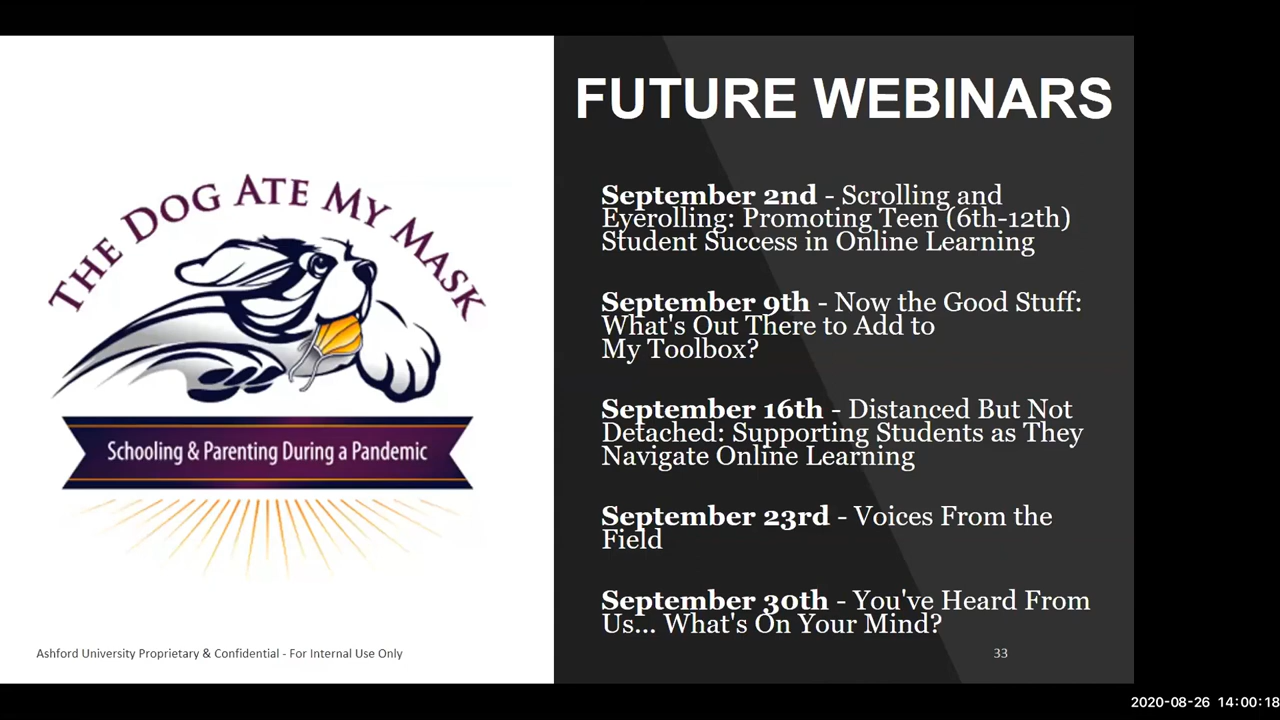 THE DOG ATE MY MASK
Schooling & Parenting During a Pandemic
Ashford University Proprietary & Confidential - For Internal Use Only
FUTURE WEBINARS
September 2nd - Scrolling and
Eyerolling: Promoting Teen (6th-12th)
Student Success in Online Learning
September 9th - Now the Good Stuff:
What's Out There to Add to
My Toolbox?
September 16th - Distanced But Not
Detached: Supporting Students as They
Navigate Online Learning
September 23rd - Voices From the
Field
September 30th - You've Heard From
Us... What's On Your Mind?
33
2020-08-26 14:00:18